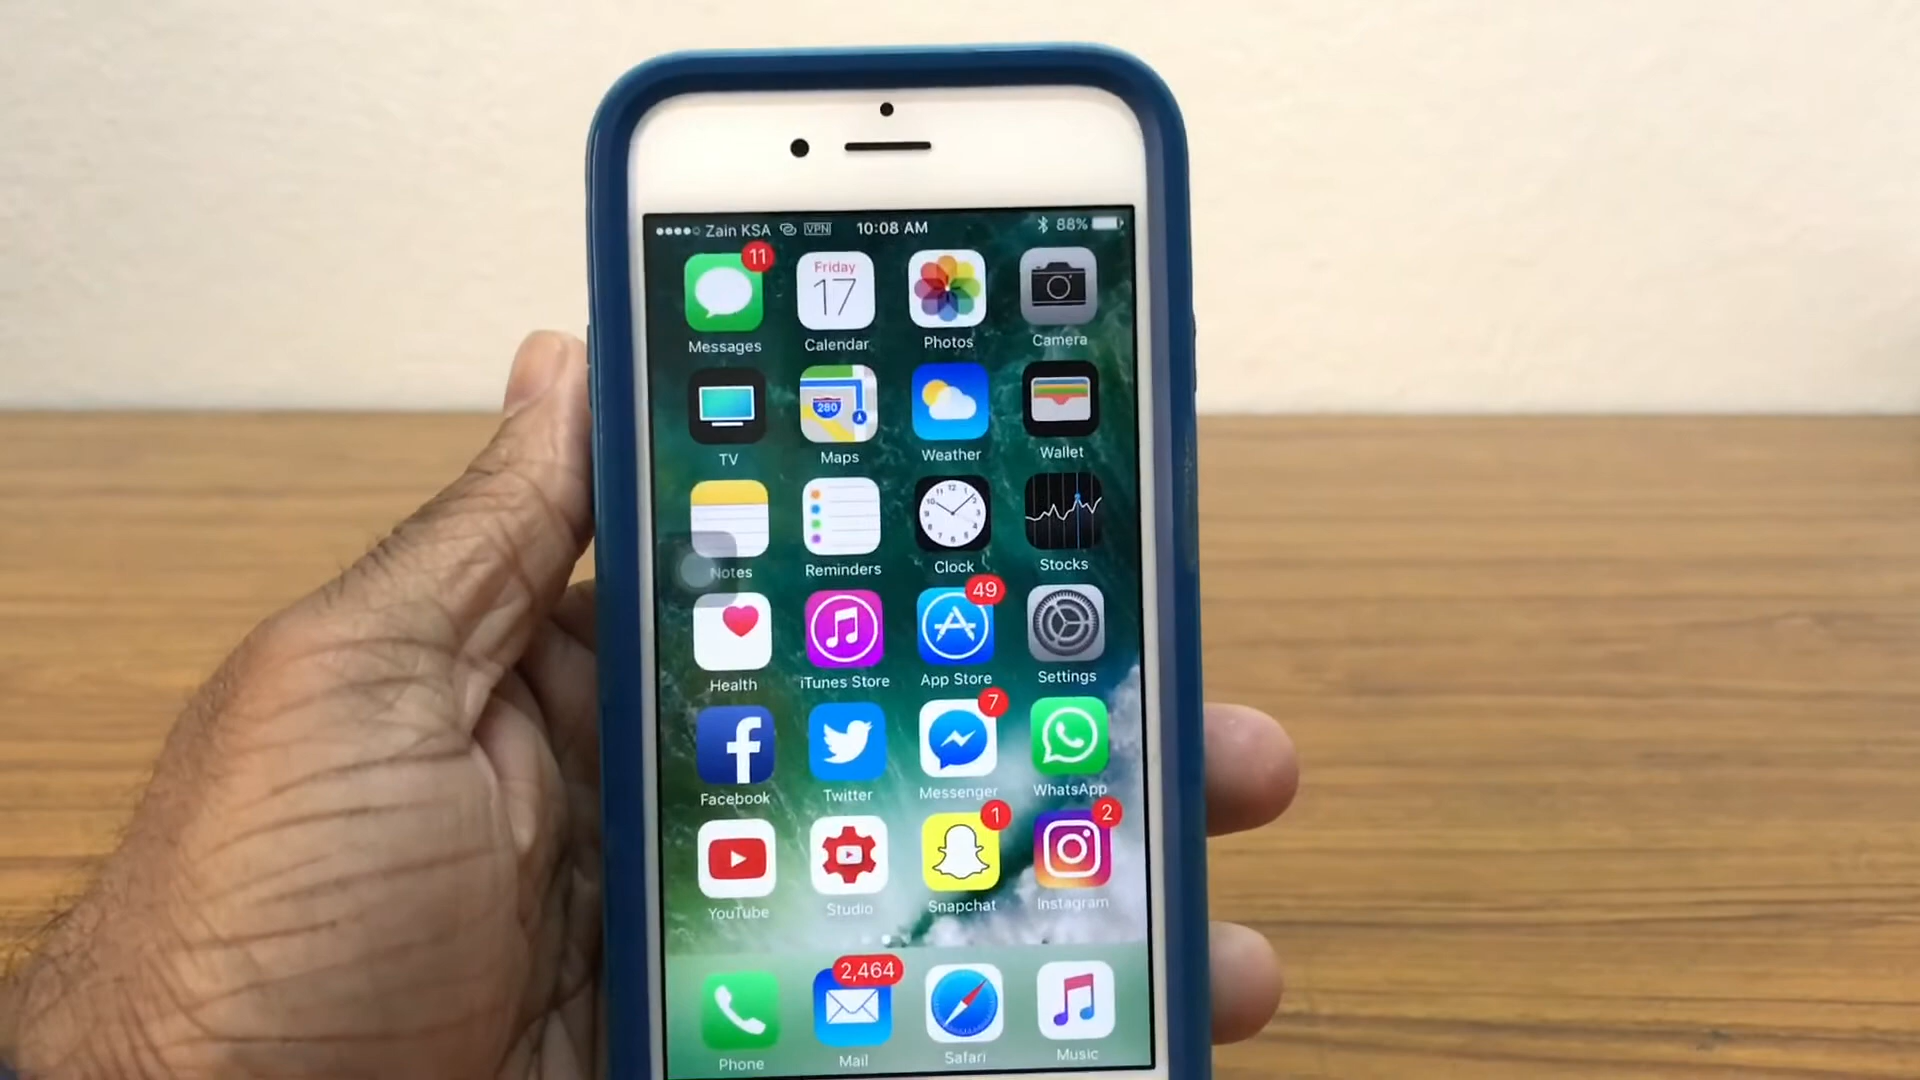 Zain KSA VPN 10:08 AM 88%
11
Friday
17
Messages Calendar Photos Camera
280
TV Maps Weather Wallet
Notes Reminders Clock Stocks
49
Health iTunes Store App Store Settings
7
Facebook Twitter Messenger WhatsApp
1 2
YouTube Studio Snapchat Instagram
2,464
Phone Mail Safari Music